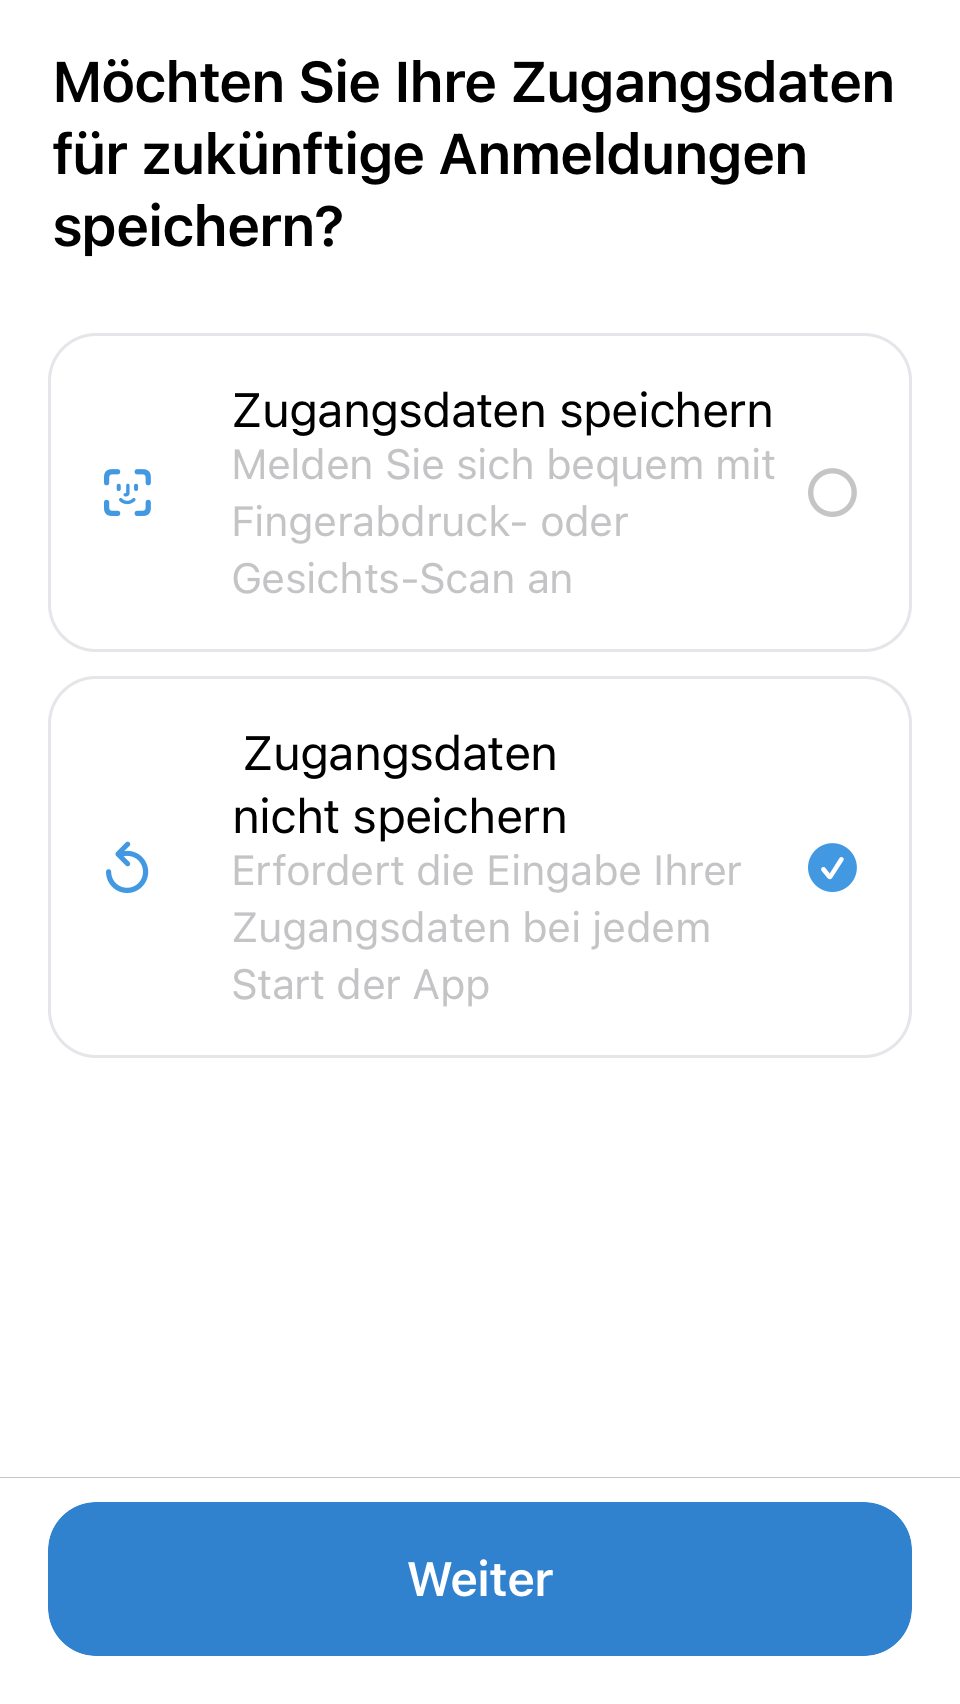 Möchten Sie Ihre Zugangsdaten
für zukünftige Anmeldungen
speichern?
Zugangsdaten speichern
Melden Sie sich bequem mit
Fingerabdruck- oder
Gesichts-Scan an
Zugangsdaten
nicht speichern
Erfordert die Eingabe Ihrer
Zugangsdaten bei jedem
Start der App
Weiter